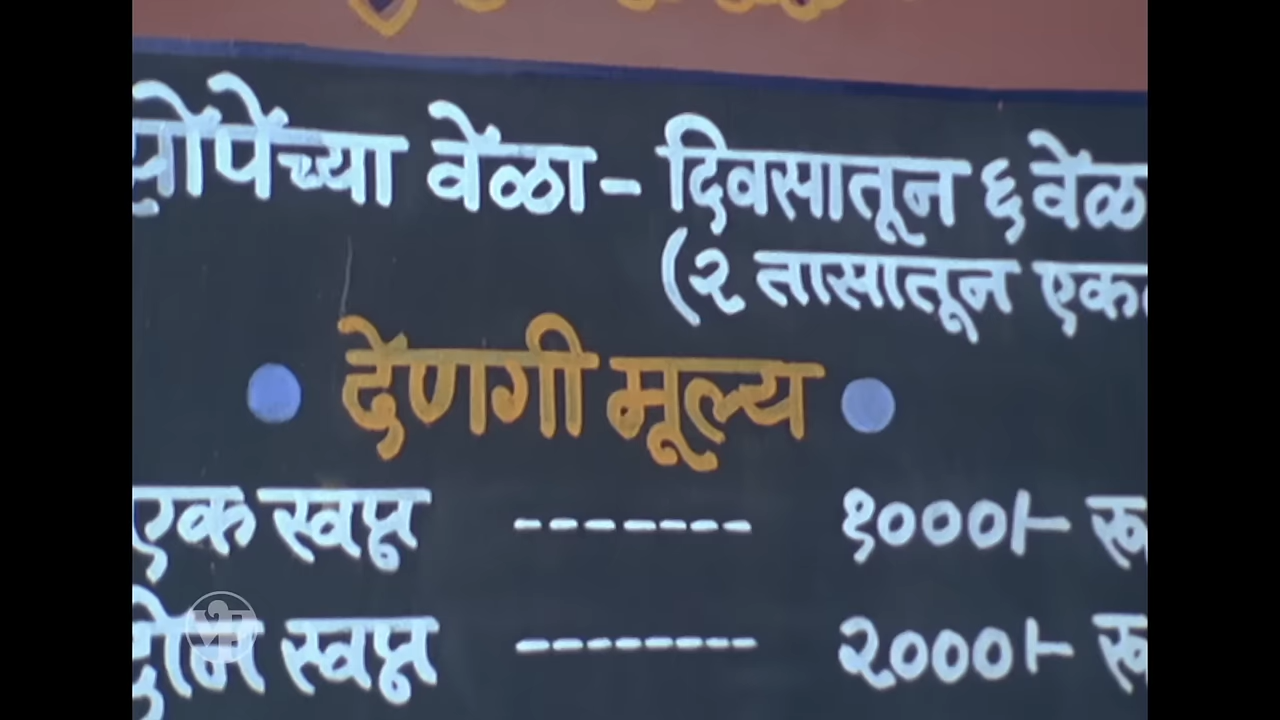 झोपेच्या वेळा - दिवसातून ६ वेळ
(२ तासातून एक
देणगी मूल्य
एक स्वप्न ------- १०००/- रू
दोन स्वप्न ------- २०००/- रू